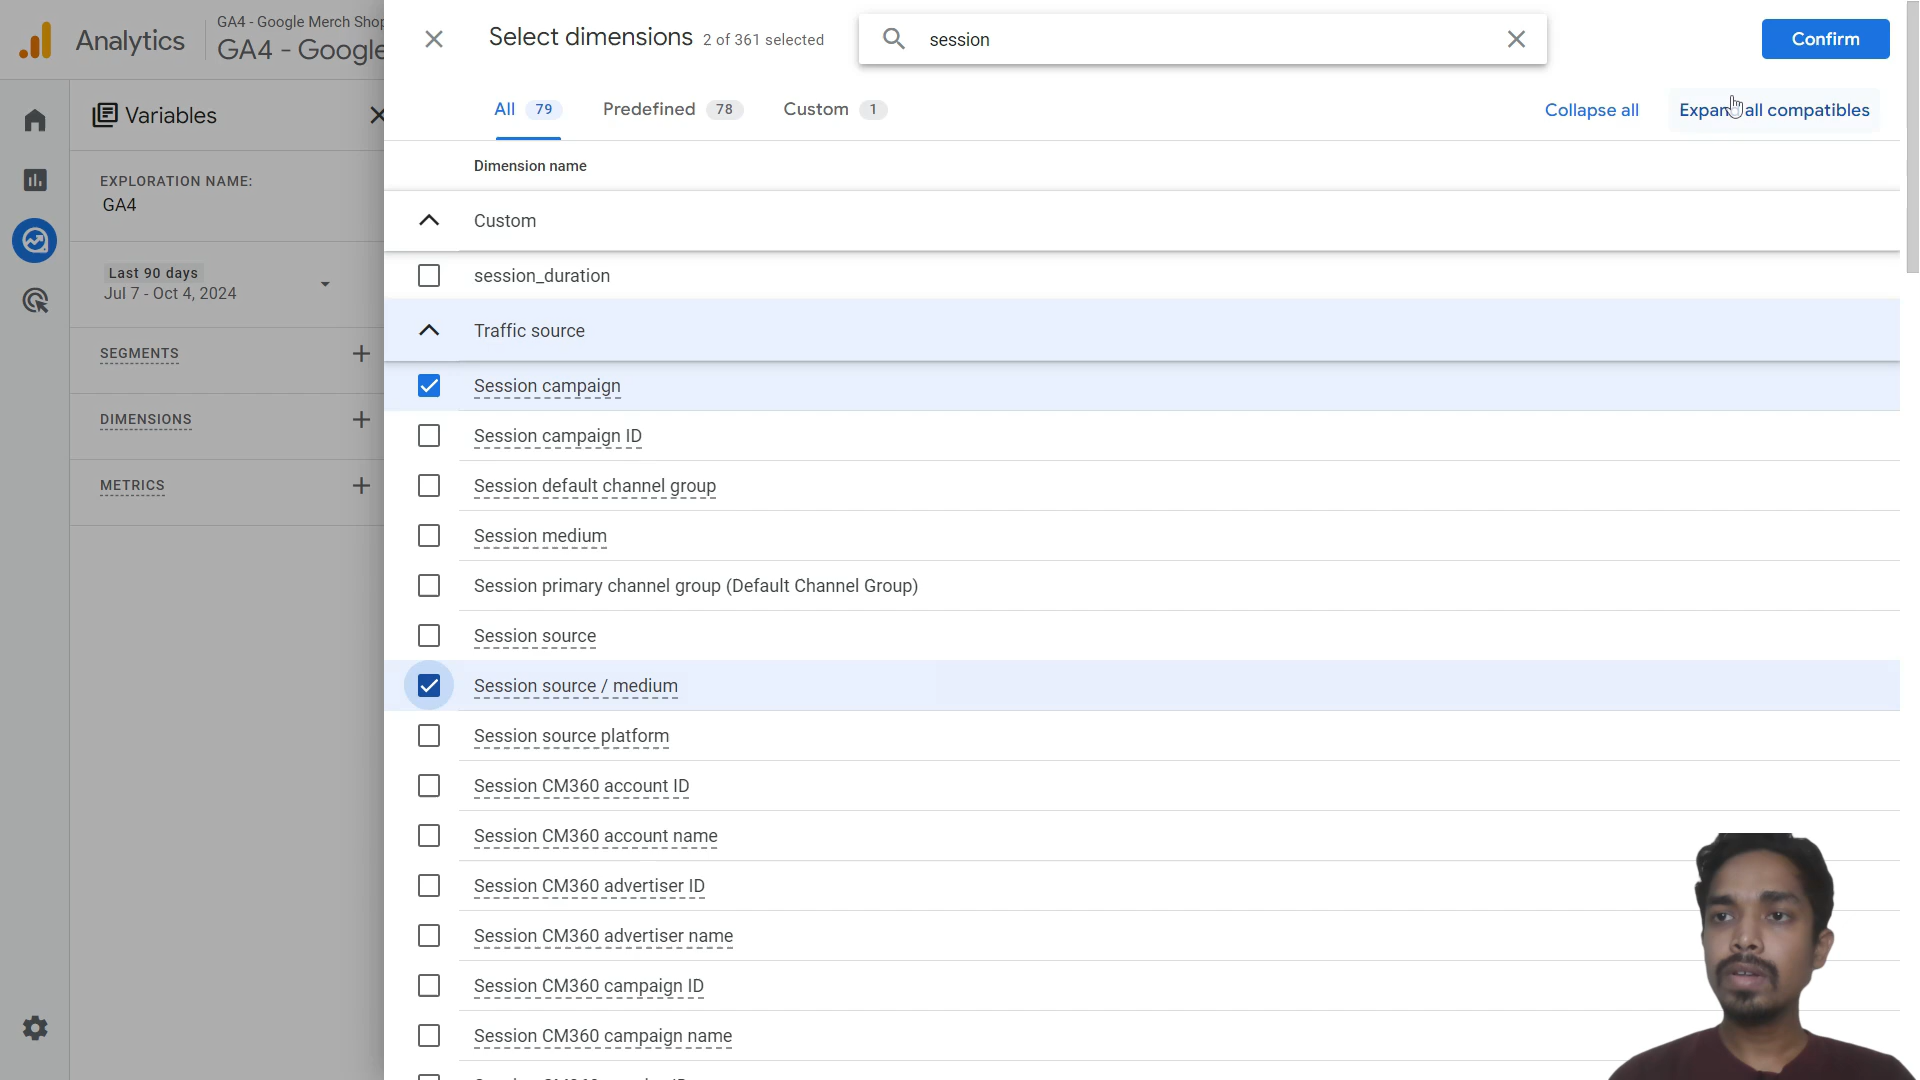 GA4 - Google Merch Shop
Analytics
GA4 - Google
Select dimensions
2 of 361 selected
session
Confirm
Variables
All 79
Predefined 78
Custom 1
Collapse all
Expand all compatibles
Dimension name
EXPLORATION NAME:
GA4
Custom
Last 90 days
Jul 7 - Oct 4, 2024
session_duration
Traffic source
SEGMENTS
Session campaign
DIMENSIONS
Session campaign ID
METRICS
Session default channel group
Session medium
Session primary channel group (Default Channel Group)
Session source
Session source / medium
Session source platform
Session CM360 account ID
Session CM360 account name
Session CM360 advertiser ID
Session CM360 advertiser name
Session CM360 campaign ID
Session CM360 campaign name